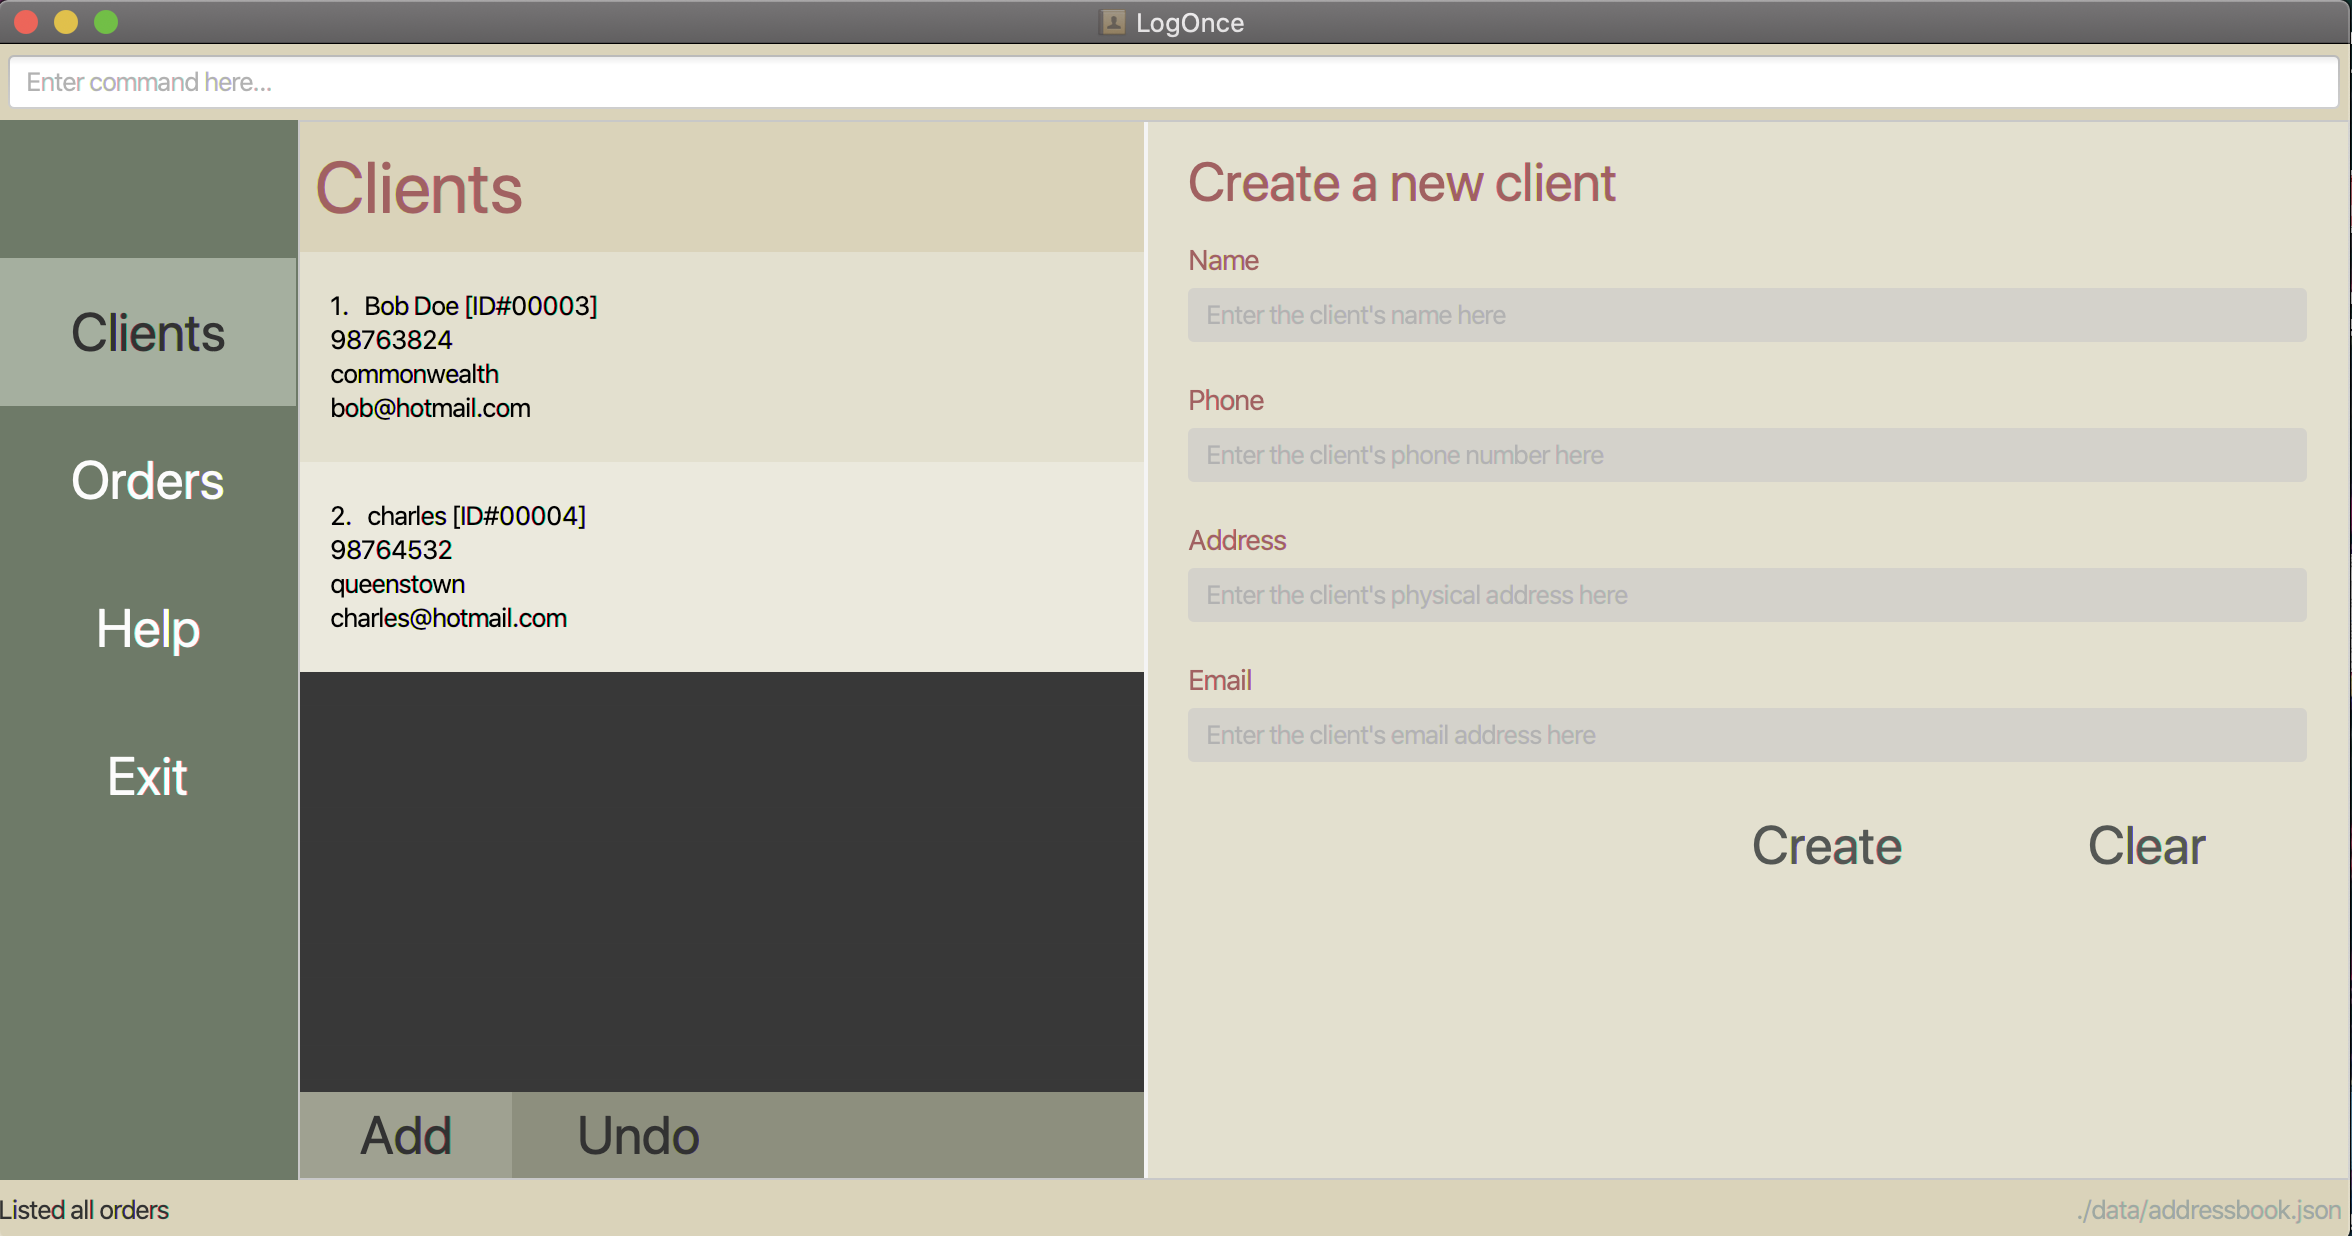 LogOnce
Enter command here...
Clients
Orders
Help
Exit
Clients
1. Bob Doe [ID#00003]
98763824
commonwealth
bob@hotmail.com
2. charles [ID#00004]
98764532
queenstown
charles@hotmail.com
Add
Undo
Create a new client
Name
Enter the client's name here
Phone
Enter the client's phone number here
Address
Enter the client's physical address here
Email
Enter the client's email address here
Create
Clear
Listed all orders
./data/addressbook.json